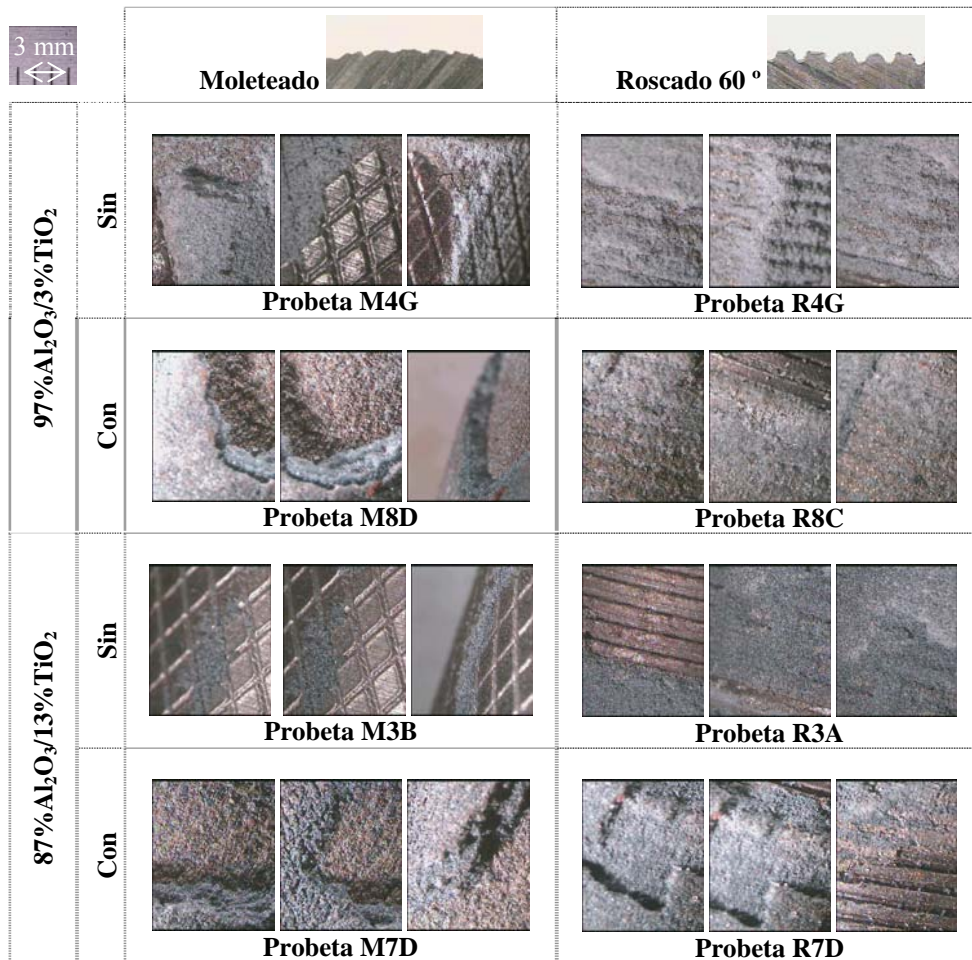 3 mm
Moleteado
Roscado 60 º
97%Al₂O₃/3%TiO₂
Sin
Probeta M4G
Probeta R4G
Con
Probeta M8D
Probeta R8C
87%Al₂O₃/13%TiO₂
Sin
Probeta M3B
Probeta R3A
Con
Probeta M7D
Probeta R7D